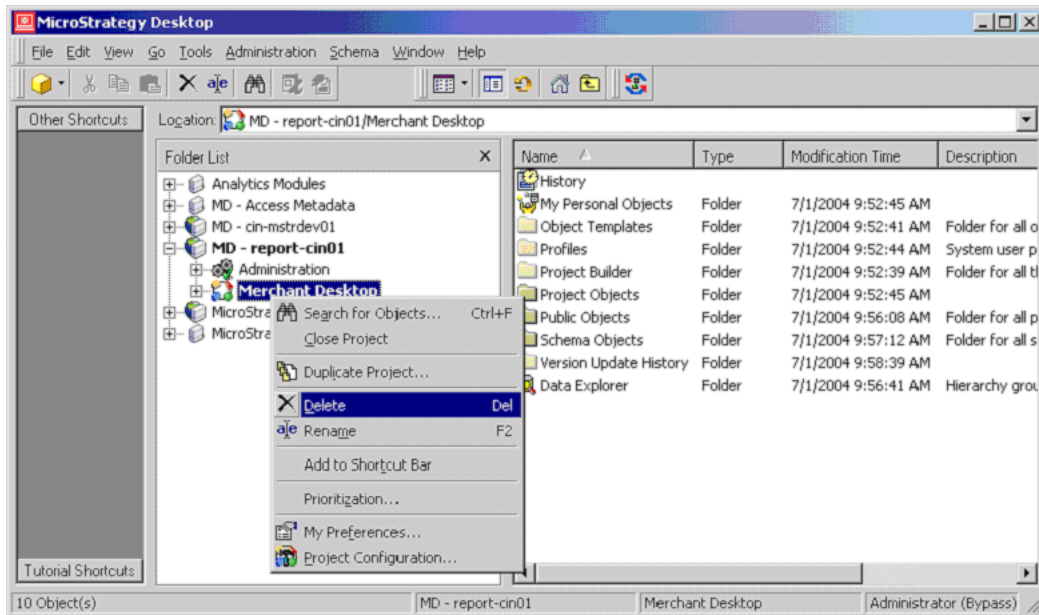 MicroStrategy Desktop
File Edit View Go Tools Administration Schema Window Help
Other Shortcuts
Location: MD - report-cin01/Merchant Desktop
Folder List
Analytics Modules
MD - Access Metadata
MD - cin-mstrdev01
MD - report-cin01
Administration
Merchant Desktop
MicroStra
MicroStra
Search for Objects... Ctrl+F
Close Project
Duplicate Project...
Delete Del
Rename F2
Add to Shortcut Bar
Prioritization...
My Preferences...
Project Configuration...
Name Type Modification Time Description
History
My Personal Objects Folder 7/1/2004 9:52:45 AM
Object Templates Folder 7/1/2004 9:52:41 AM Folder for all o
Profiles Folder 7/1/2004 9:52:44 AM System user p
Project Builder Folder 7/1/2004 9:52:39 AM Folder for all tl
Project Objects Folder 7/1/2004 9:52:45 AM
Public Objects Folder 7/1/2004 9:56:08 AM Folder for all p
Schema Objects Folder 7/1/2004 9:57:12 AM Folder for all s
Version Update History Folder 7/1/2004 9:58:39 AM
Data Explorer Folder 7/1/2004 9:56:41 AM Hierarchy grou
Tutorial Shortcuts
10 Object(s) MD - report-cin01 Merchant Desktop Administrator (Bypass)